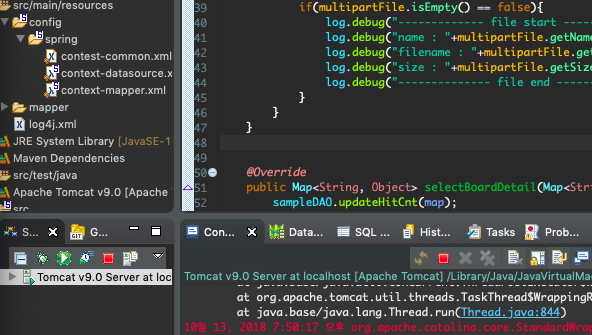 src/main/resources
config
spring
contest-common.xml
context-datasource.x
context-mapper.xml
mapper
log4j.xml
JRE System Library [JavaSE-1
Maven Dependencies
src/test/java
Apache Tomcat v9.0 [Apache
src
39 if(multipartFile.isEmpty() == false){
40 log.debug("------------- file start -----
41 log.debug("name : "+multipartFile.getName
42 log.debug("filename : "+multipartFile.get
43 log.debug("size : "+multipartFile.getSize
44 log.debug("-------------- file end ------
45 }
46 }
47 }
48
49
50 @Override
51 public Map<String, Object> selectBoardDetail(Map<Str
52 sampleDAO.updateHitCnt(map);
S...
G...
Tomcat v9.0 Server at loc
Con...
Data...
SQL ...
Hist...
Tasks
Prob...
Tomcat v9.0 Server at localhost [Apache Tomcat] /Library/Java/JavaVirtualMac
at org.apache.tomcat.util.threads.TaskThread$WrappingR
at java.base/java.lang.Thread.run(Thread.java:844)
10월 13, 2018 7:50:17 오후 org.apache.catalina.core.StandardWrap